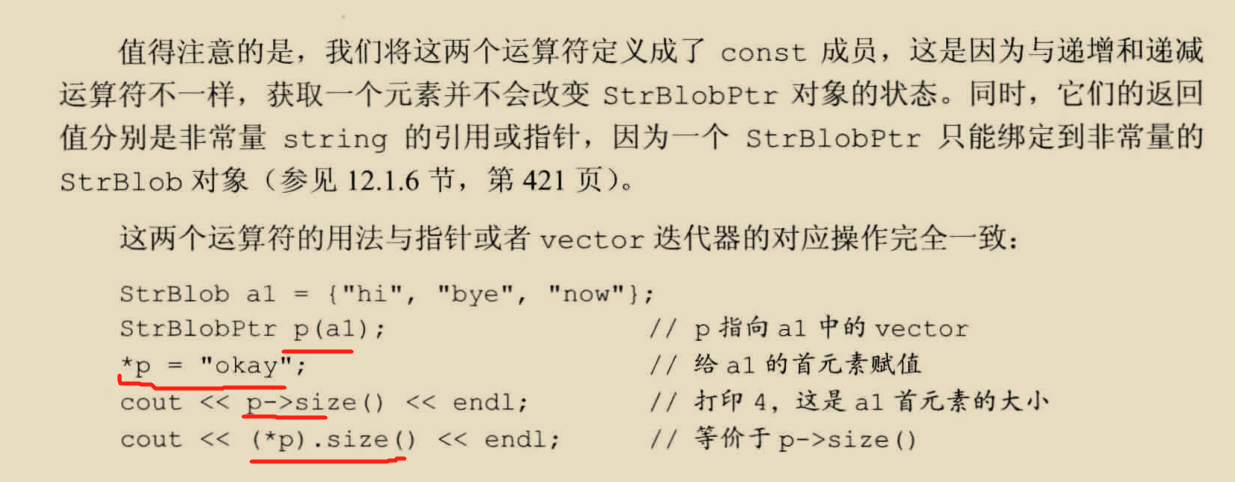 值得注意的是，我们将这两个运算符定义成了 const 成员，这是因为与递增和递减
运算符不一样，获取一个元素并不会改变 StrBlobPtr 对象的状态。同时，它们的返回
值分别是非常量 string 的引用或指针，因为一个 StrBlobPtr 只能绑定到非常量的
StrBlob 对象（参见 12.1.6 节，第 421 页）。
这两个运算符的用法与指针或者 vector 迭代器的对应操作完全一致：
StrBlob a1 = {"hi", "bye", "now"};
StrBlobPtr p(a1); // p 指向 a1 中的 vector
*p = "okay"; // 给 a1 的首元素赋值
cout << p->size() << endl; // 打印 4，这是 a1 首元素的大小
cout << (*p).size() << endl; // 等价于 p->size()